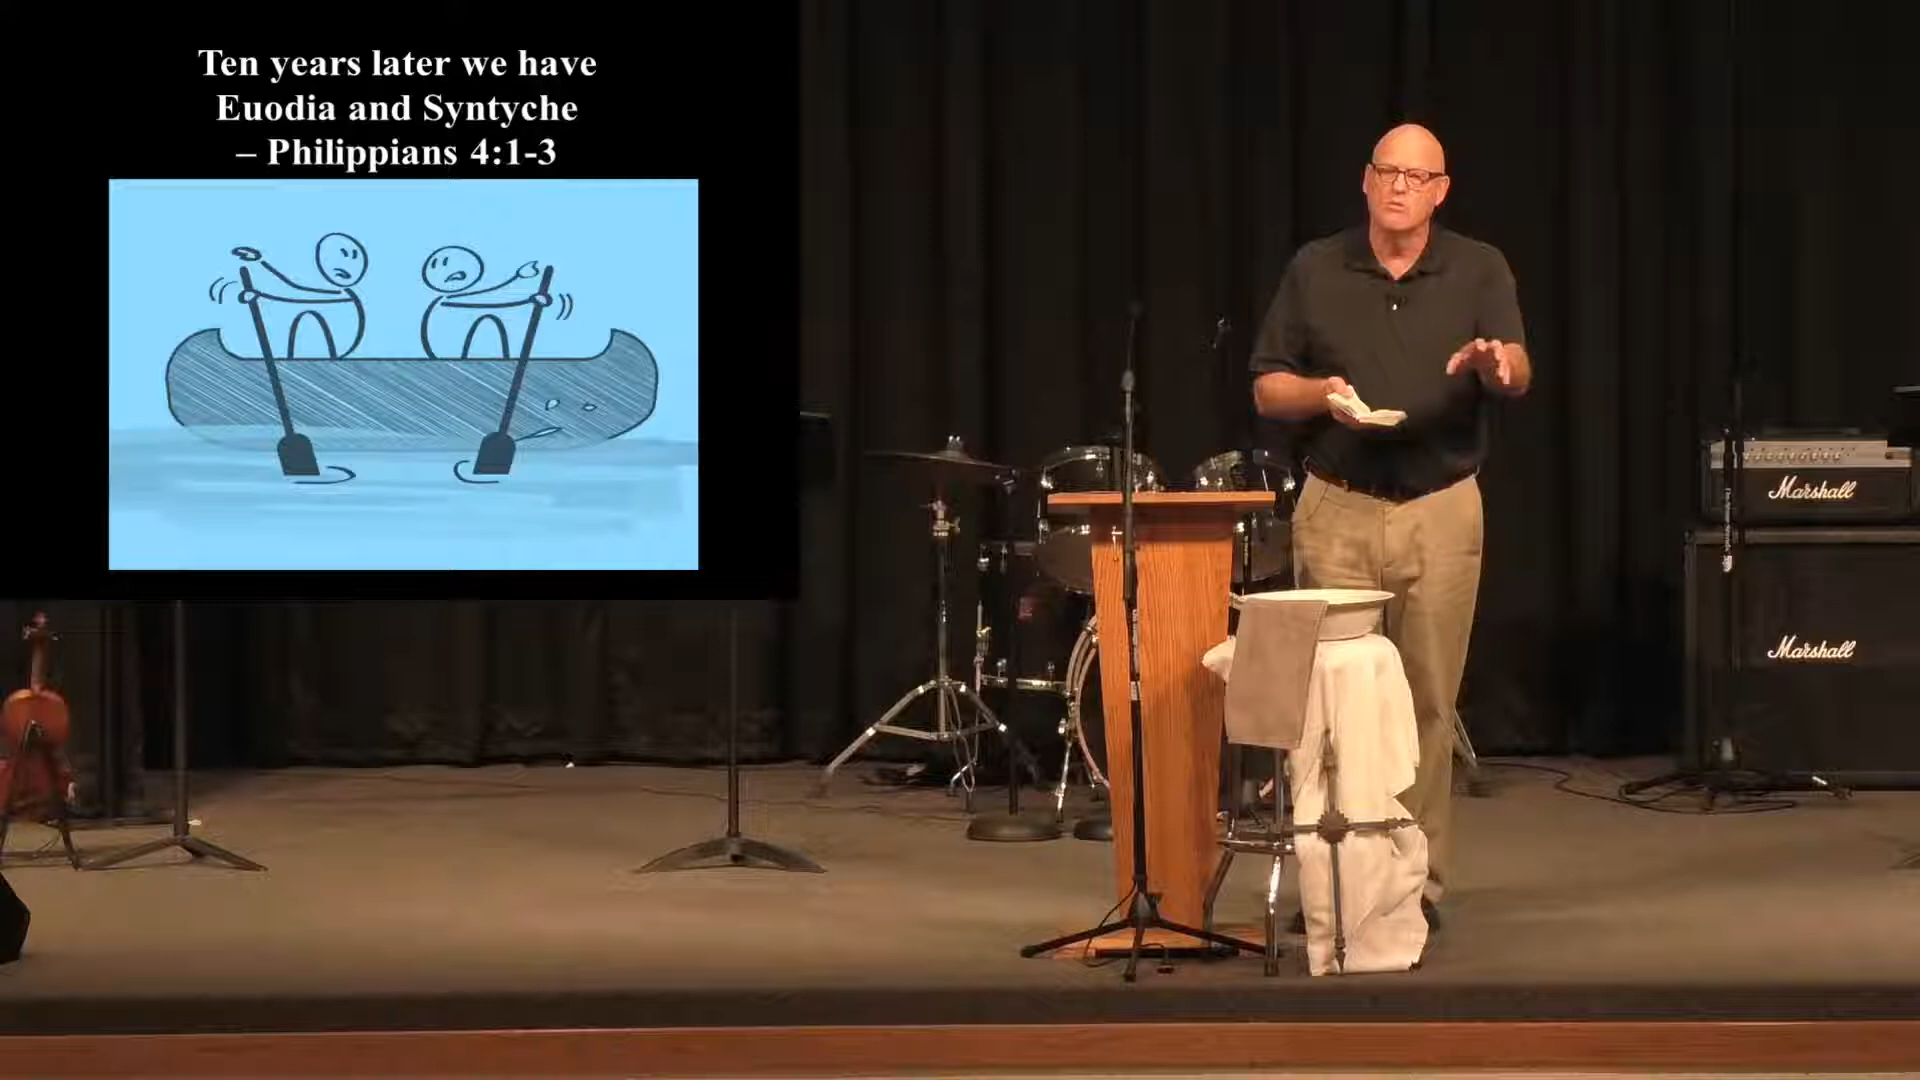 Ten years later we have
Euodia and Syntyche
– Philippians 4:1-3
Marshall
Marshall